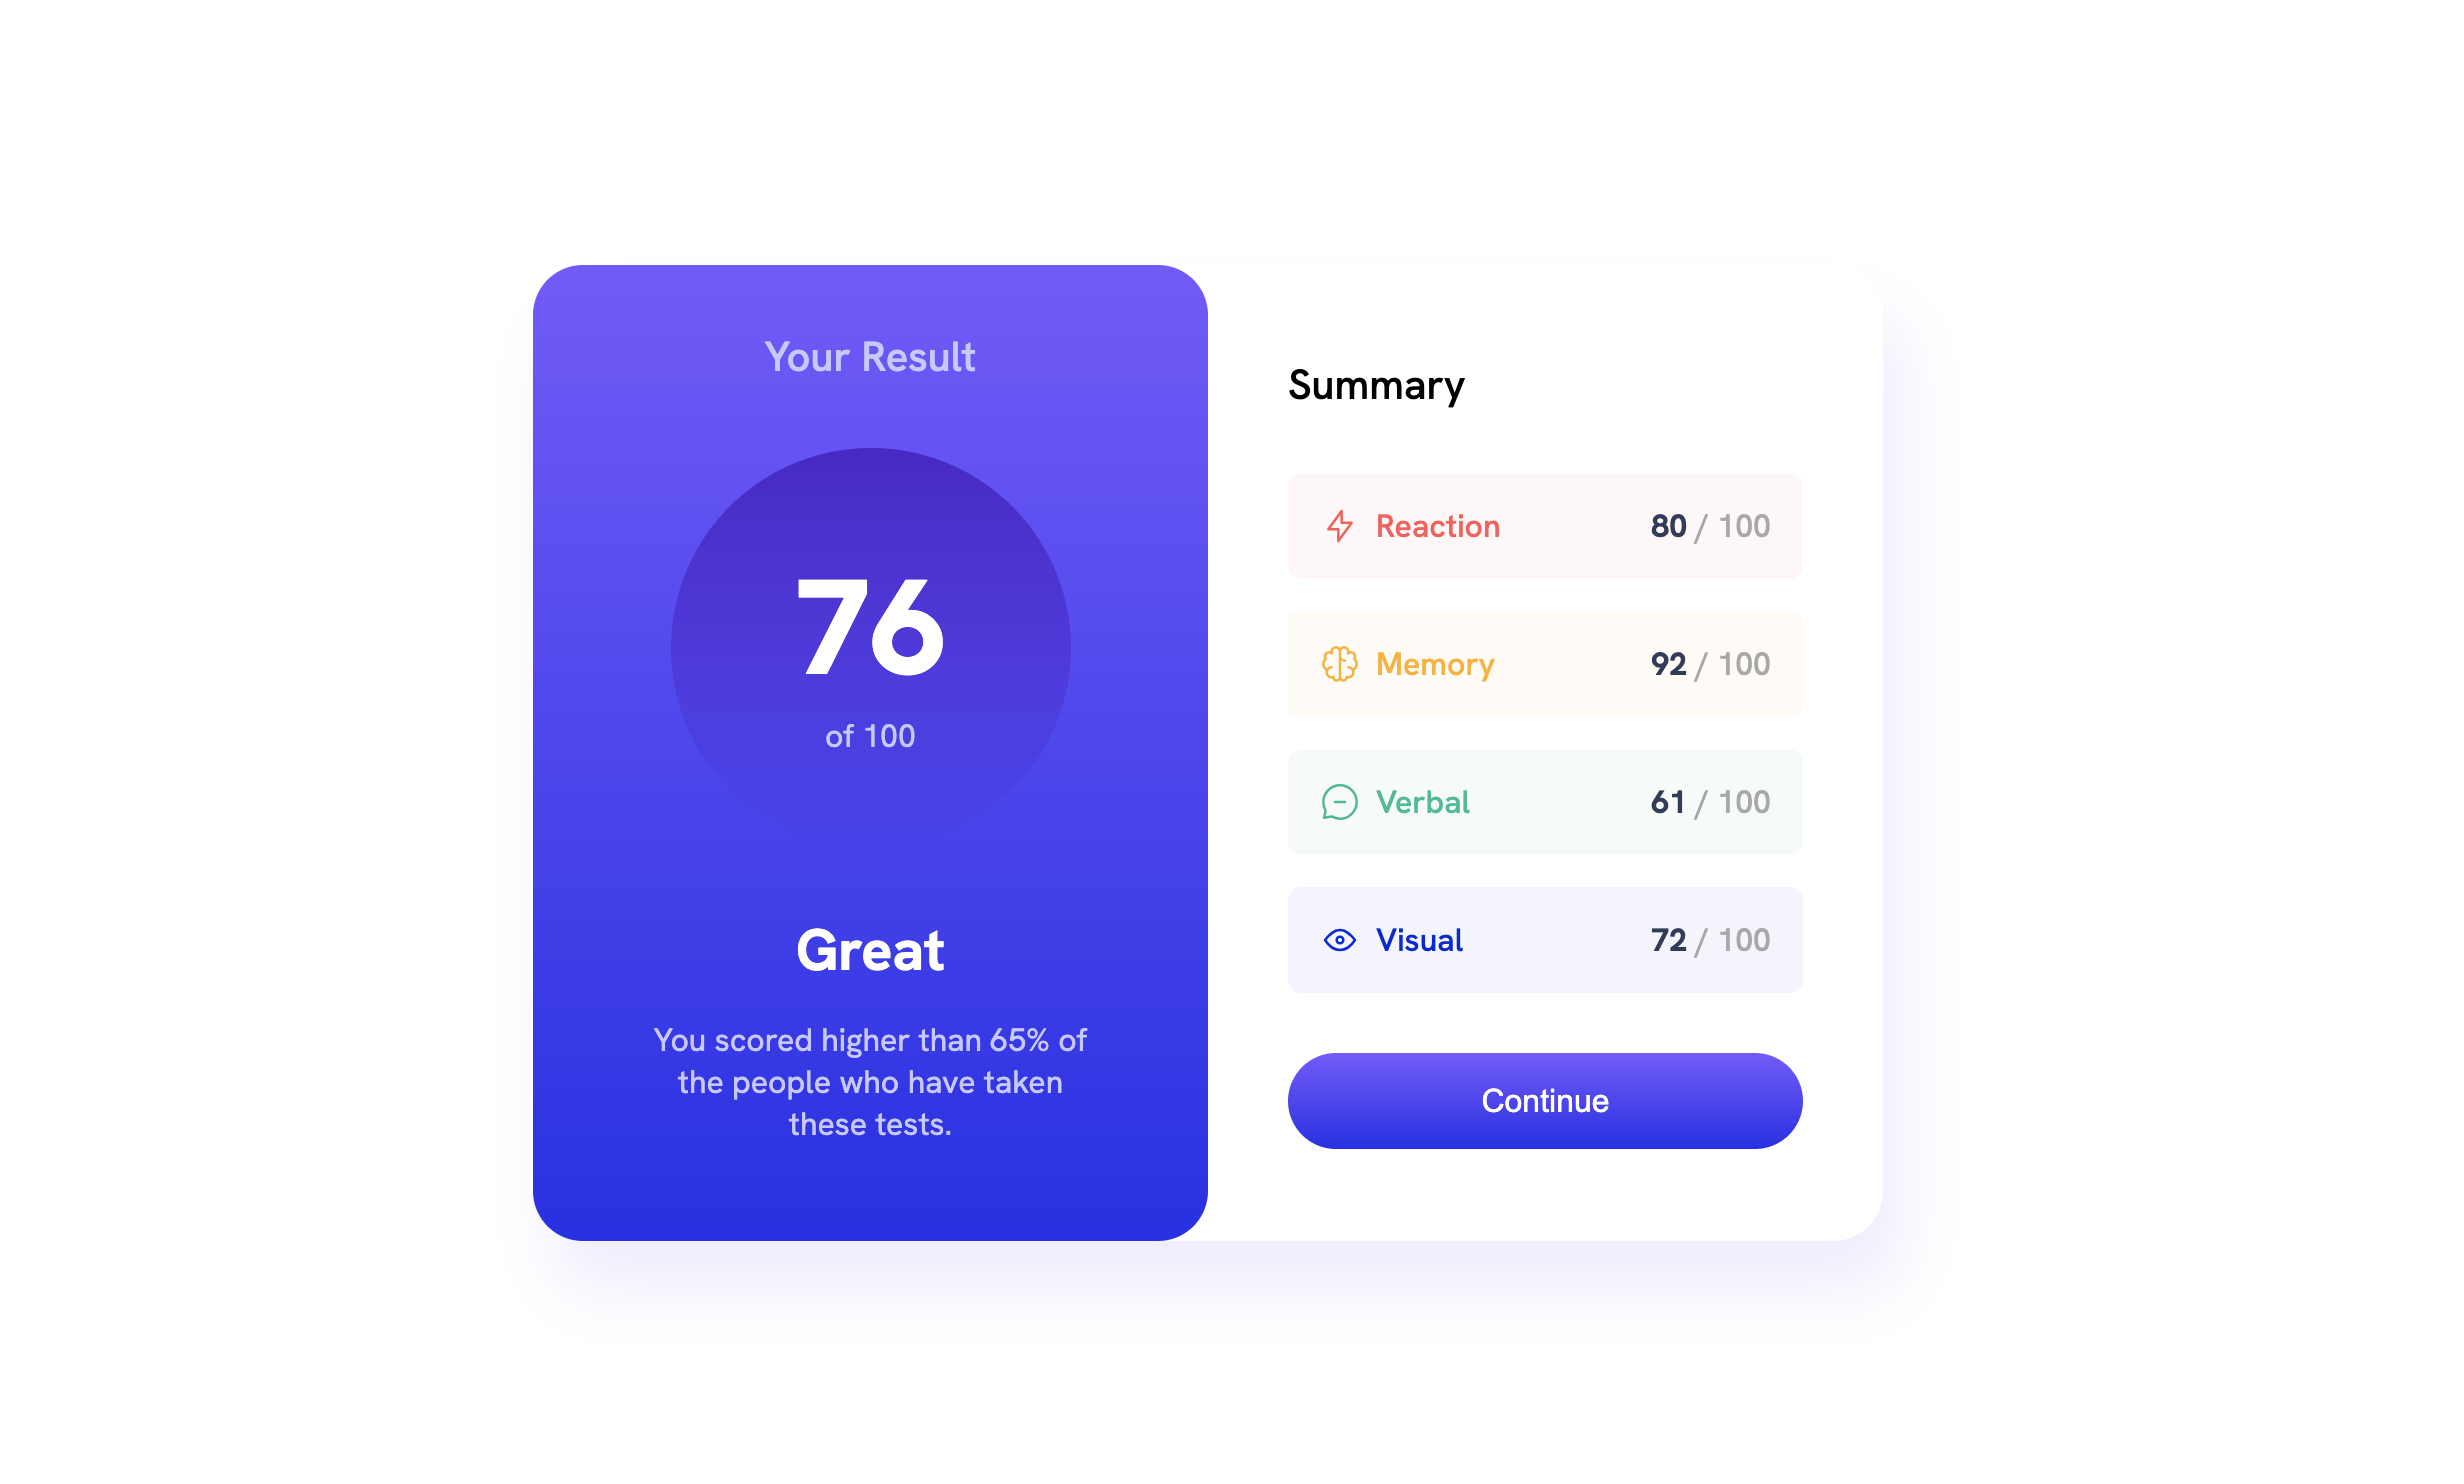 Your Result
76
of 100
Great
You scored higher than 65% of
the people who have taken
these tests.
Summary
Reaction 80 / 100
Memory 92 / 100
Verbal 61 / 100
Visual 72 / 100
Continue